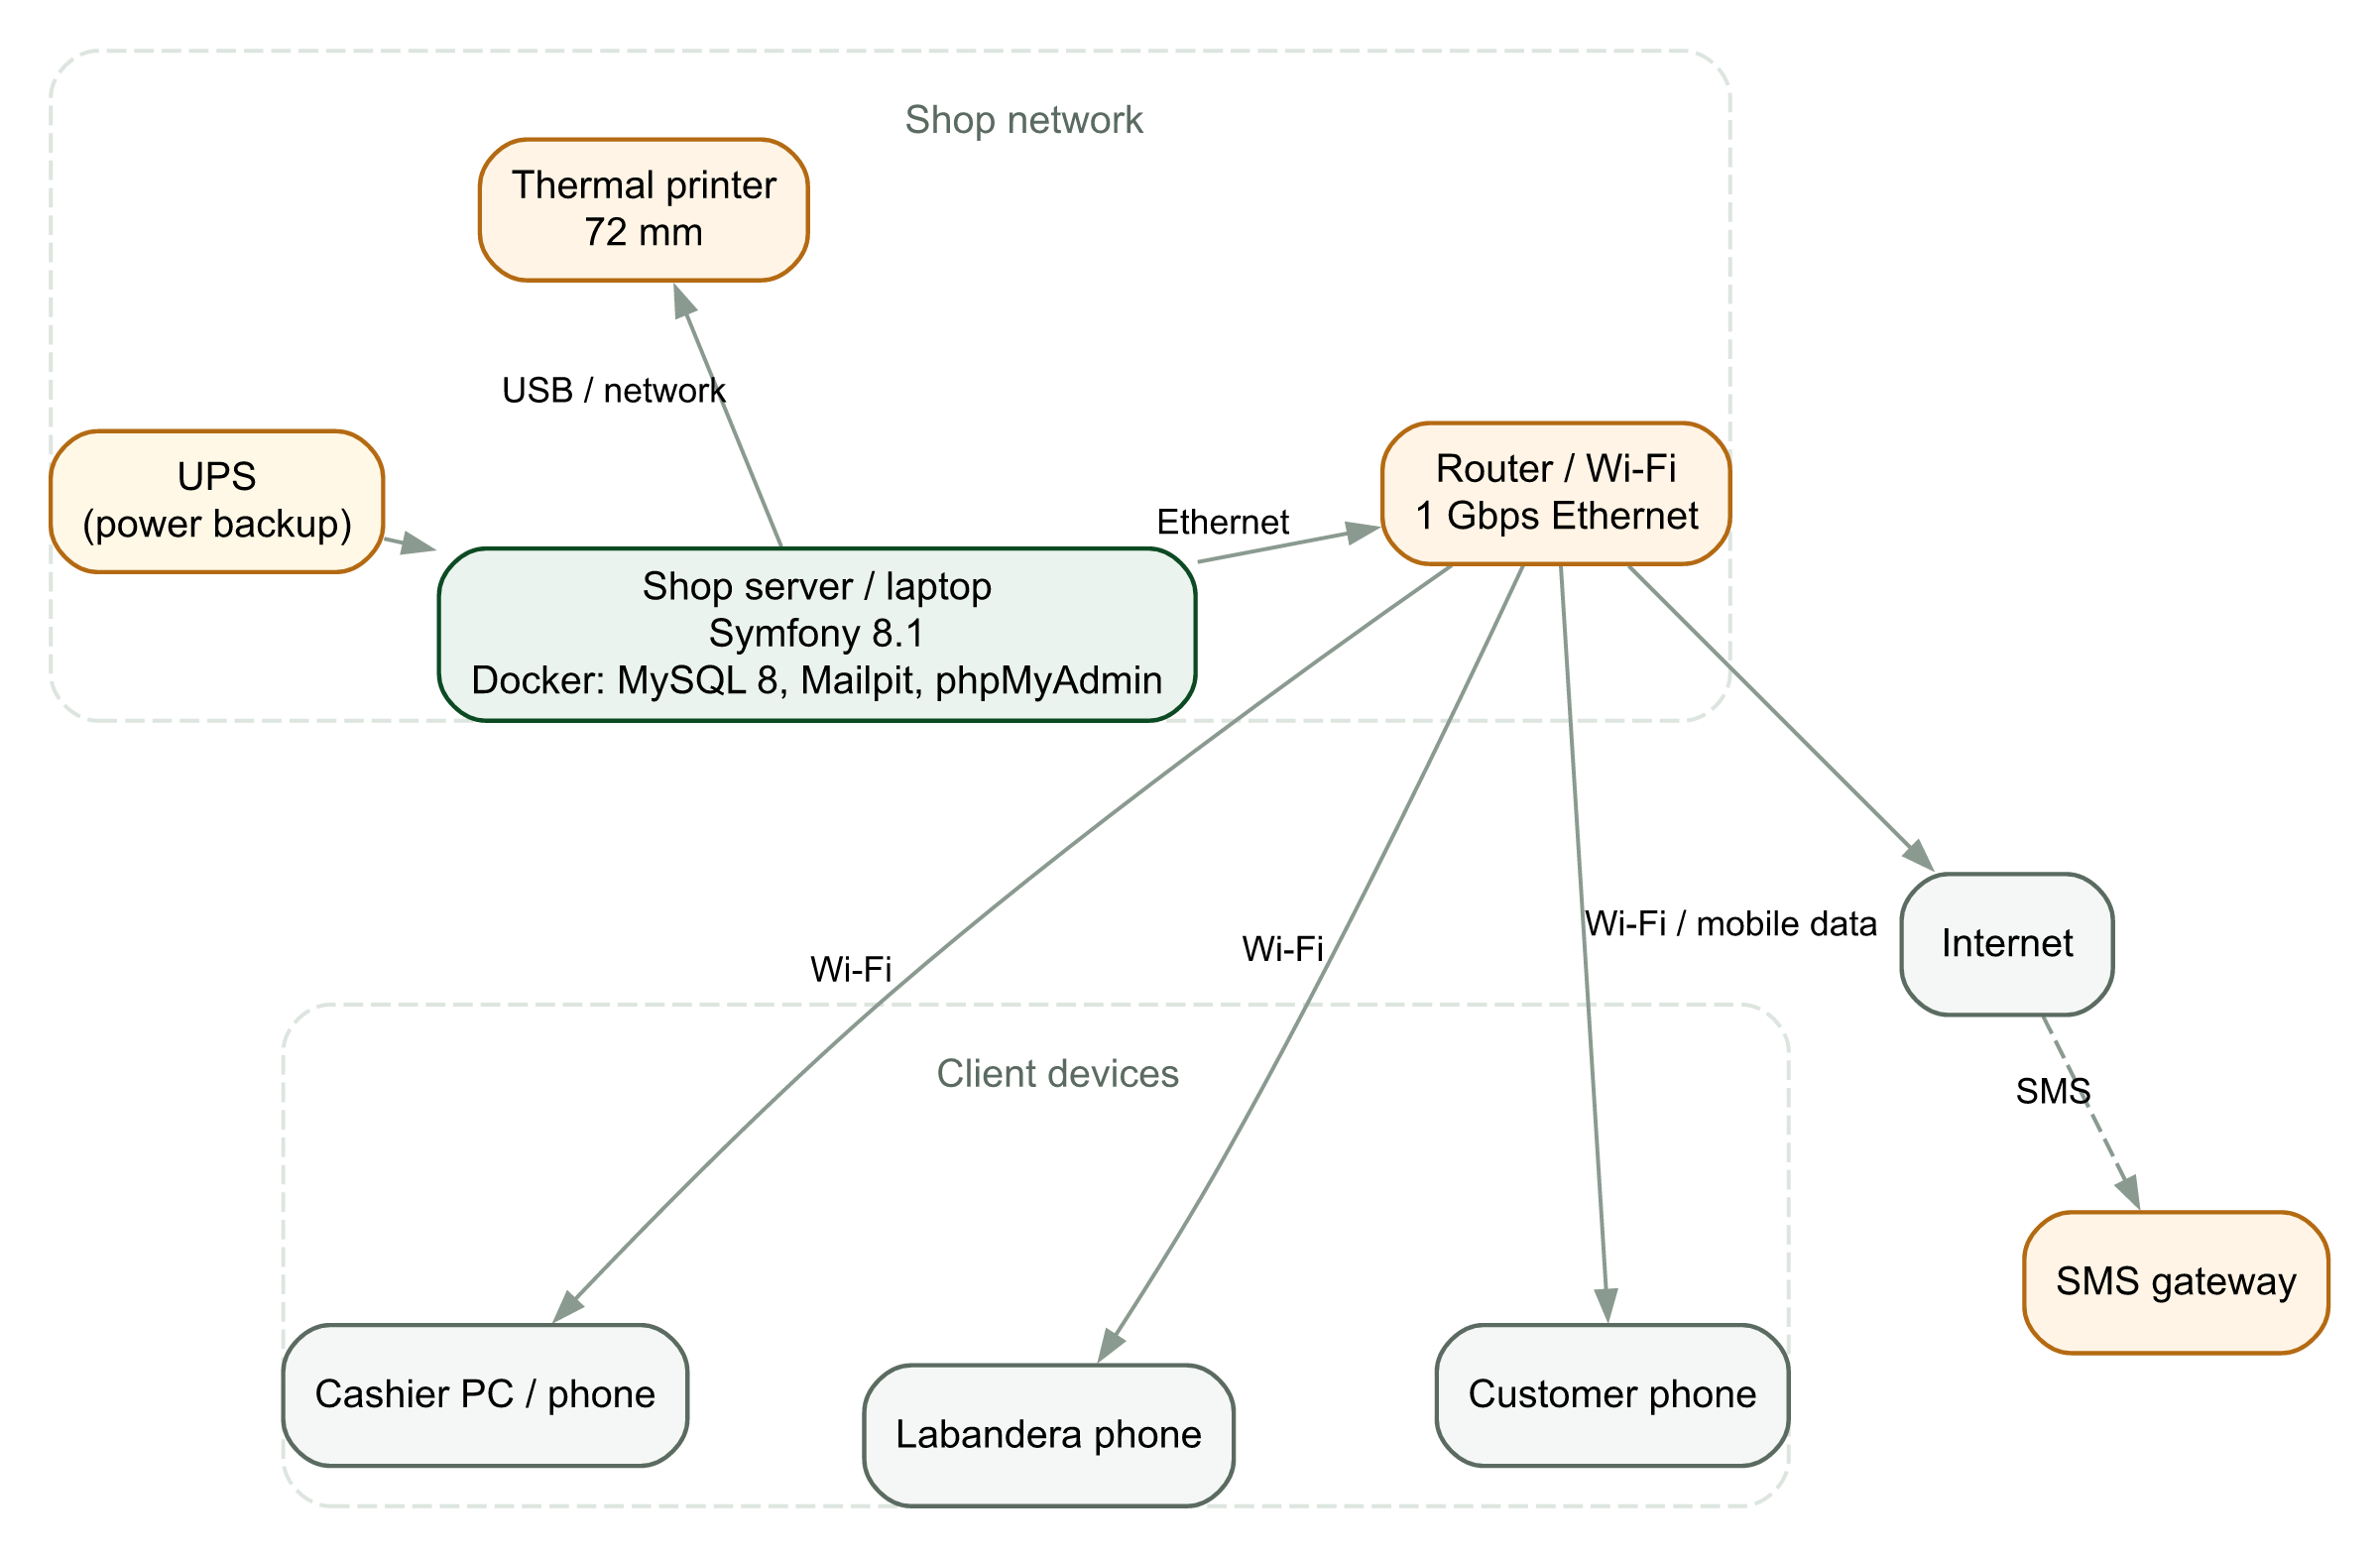 Shop network
Thermal printer
72 mm
USB / network
UPS
(power backup)
Router / Wi-Fi
1 Gbps Ethernet
Ethernet
Shop server / laptop
Symfony 8.1
Docker: MySQL 8, Mailpit, phpMyAdmin
Wi-Fi
Wi-Fi
Wi-Fi / mobile data
Internet
Client devices
SMS
SMS gateway
Cashier PC / phone
Labandera phone
Customer phone